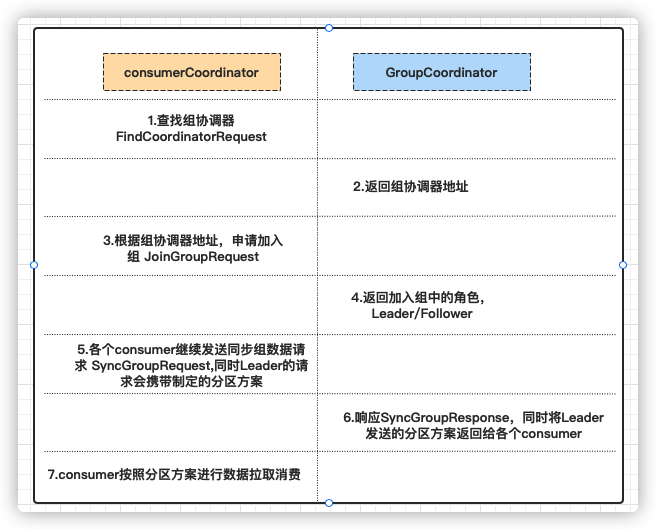 consumerCoordinator
GroupCoordinator
1.查找组协调器
FindCoordinatorRequest
2.返回组协调器地址
3.根据组协调器地址，申请加入
组 JoinGroupRequest
4.返回加入组中的角色，
Leader/Follower
5.各个consumer继续发送同步组数据请
求 SyncGroupRequest,同时Leader的请
求会携带制定的分区方案
6.响应SyncGroupResponse，同时将Leader
发送的分区方案返回给各个consumer
7.consumer按照分区方案进行数据拉取消费